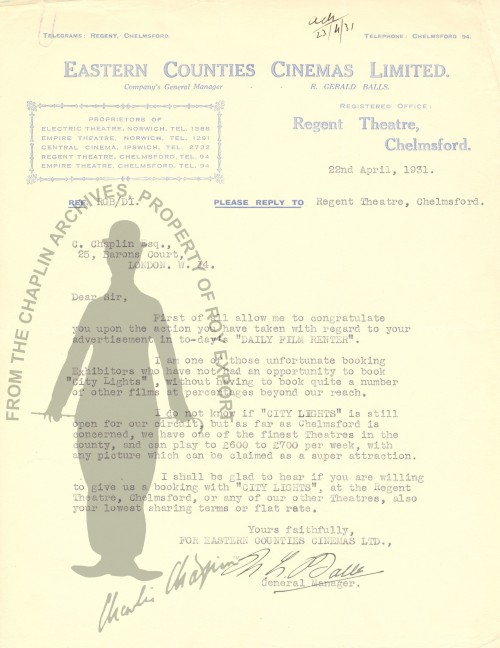 ack
23/4/31
TELEGRAMS: REGENT, CHELMSFORD.
TELEPHONE: CHELMSFORD 94.
EASTERN COUNTIES CINEMAS LIMITED.
Company's General Manager - - R. GERALD BALLS.
PROPRIETORS OF
ELECTRIC THEATRE, NORWICH, TEL. 1366
EMPIRE THEATRE, NORWICH, TEL. 1291
CENTRAL CINEMA, IPSWICH, TEL. 2732
REGENT THEATRE, CHELMSFORD, TEL. 94
EMPIRE THEATRE, CHELMSFORD, TEL. 94
REGISTERED OFFICE:
Regent Theatre,
Chelmsford.
22nd April, 1931.
REF. RGB/DI. PLEASE REPLY TO Regent Theatre, Chelmsford.
C. Chaplin Esq.,
25, Barons Court,
LONDON. W. 14.
Dear Sir,
First of all allow me to congratulate
you upon the action you have taken with regard to your
advertisement in to-day's "DAILY FILM RENTER".
I am one of those unfortunate booking
Exhibitors who have not had an opportunity to book
"City Lights", without having to book quite a number
of other films at percentages beyond our reach.
I do not know if "CITY LIGHTS" is still
open for our circuit, but as far as Chelmsford is
concerned, we have one of the finest Theatres in the
county, and can play to £600 to £700 per week, with
any picture which can be claimed as a super attraction.
I shall be glad to hear if you are willing
to give us a booking with "CITY LIGHTS", at the Regent
Theatre, Chelmsford, or any of our other Theatres, also
your lowest sharing terms or flat rate.
Yours faithfully,
FOR EASTERN COUNTIES CINEMAS LTD.,
General Manager.
FROM THE CHAPLIN ARCHIVES, PROPERTY OF ROY EXPORT
Charlie Chaplin